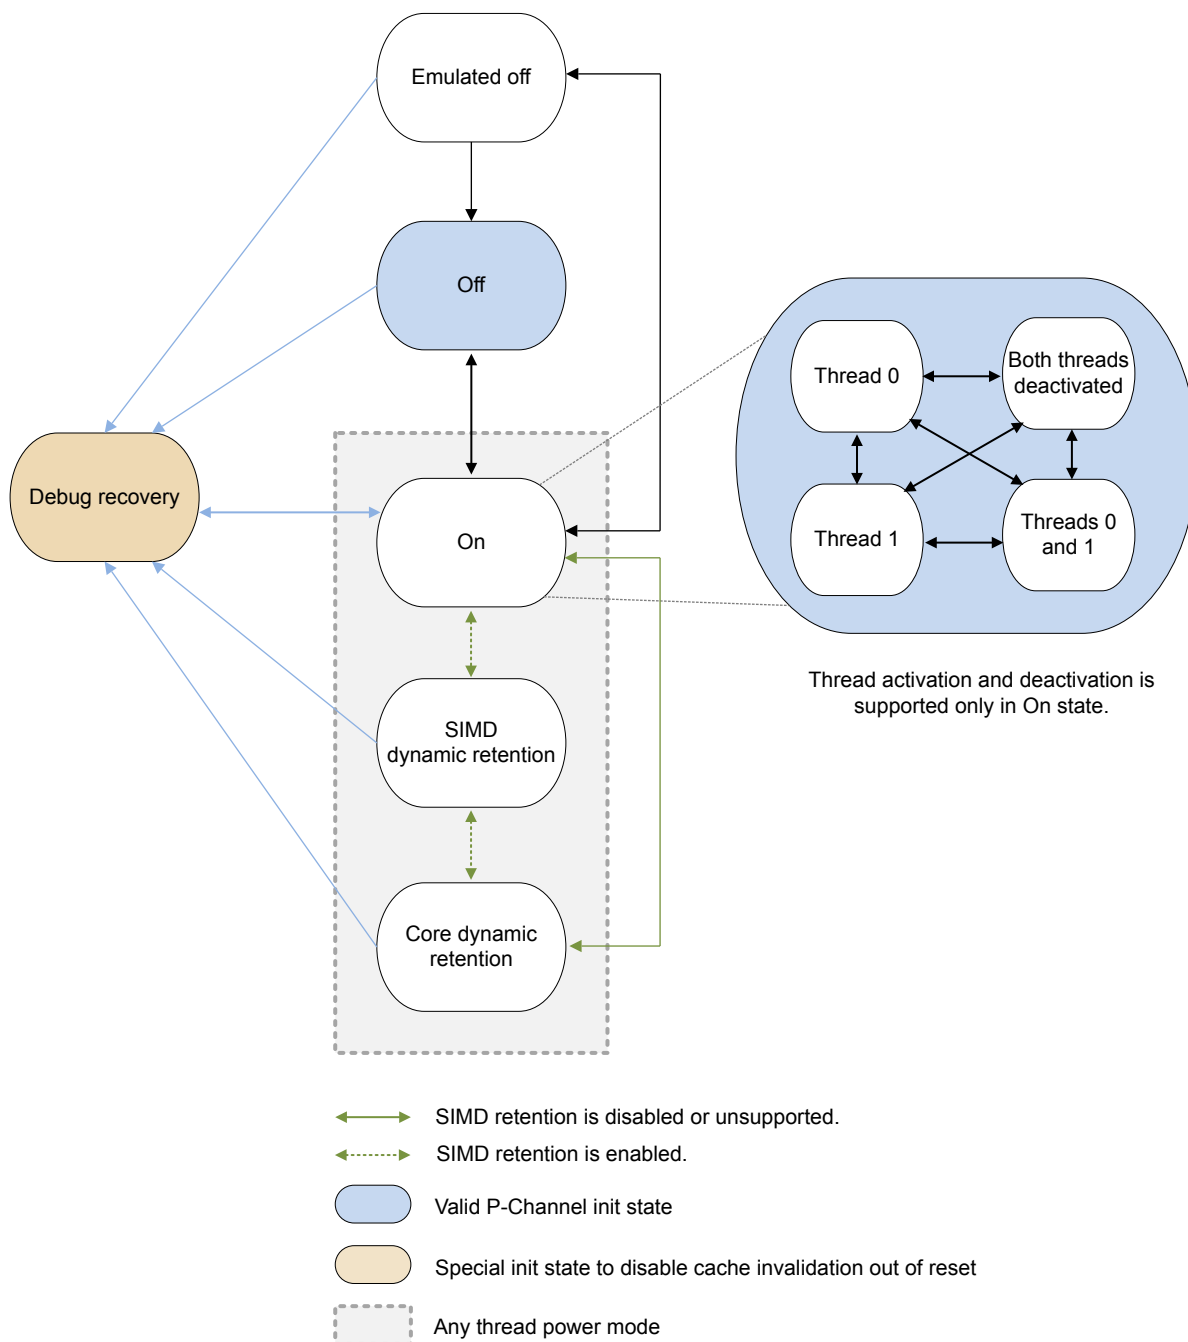 Emulated off
Off
Thread 0
Both threads
deactivated
Debug recovery
On
Thread 1
Threads 0
and 1
Thread activation and deactivation is
supported only in On state.
SIMD
dynamic retention
Core dynamic
retention
SIMD retention is disabled or unsupported.
SIMD retention is enabled.
Valid P-Channel init state
Special init state to disable cache invalidation out of reset
Any thread power mode